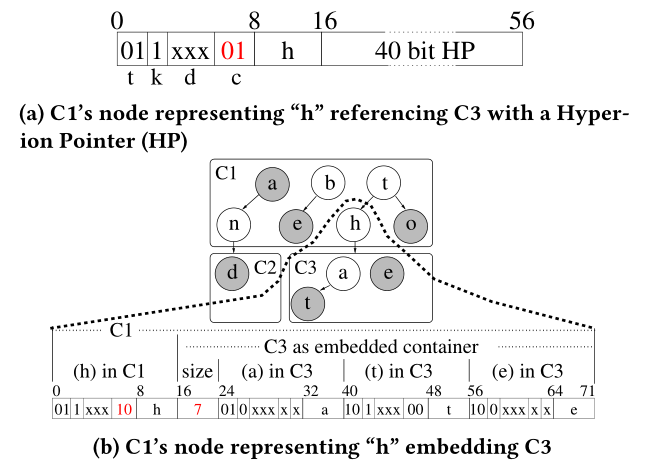 0 8 16 56
01 1 xxx 01 h 40 bit HP
t k d c
(a) C1's node representing “h” referencing C3 with a Hyper-
ion Pointer (HP)
C1 a b t
n e h o
d C2 C3 a e
t
C1
C3 as embedded container
(h) in C1 size (a) in C3 (t) in C3 (e) in C3
0 8 16 24 32 40 48 56 64 71
01 1 xxx 10 h 7 01 0 xxx x x a 10 1 xxx 00 t 10 0 xxx x x e
(b) C1's node representing “h” embedding C3